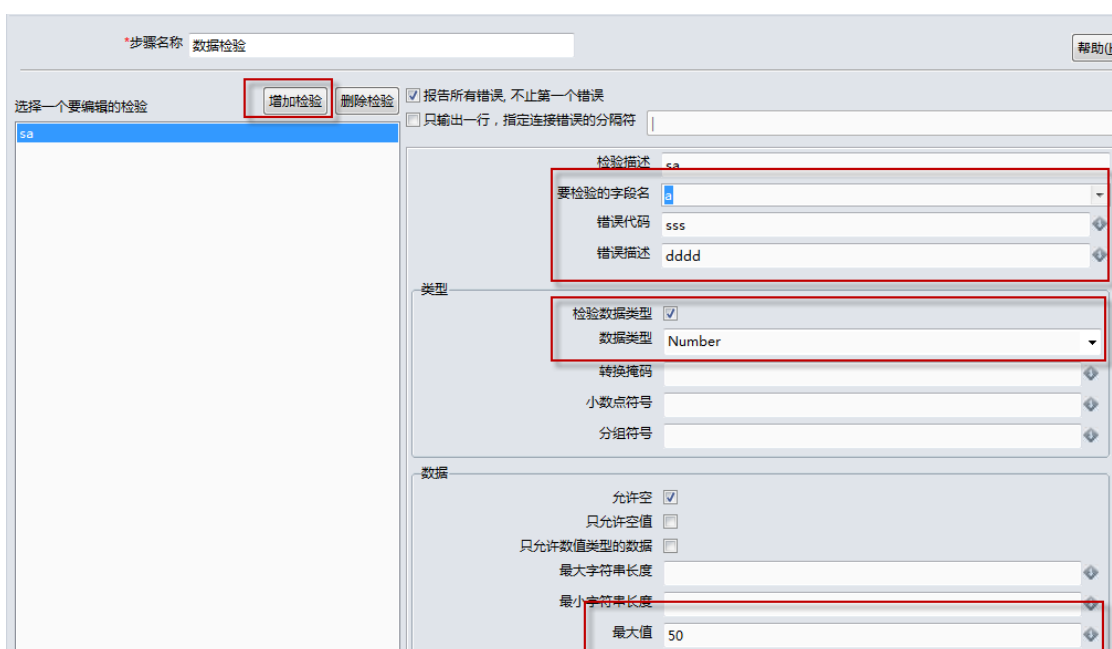 *步骤名称 数据检验
帮助(H
选择一个要编辑的检验 增加检验 删除检验
报告所有错误, 不止第一个错误
只输出一行，指定连接错误的分隔符
sa
检验描述 sa
要检验的字段名 a
错误代码 sss
错误描述 dddd
类型
检验数据类型
数据类型 Number
转换掩码
小数点符号
分组符号
数据
允许空
只允许空值
只允许数值类型的数据
最大字符串长度
最小字符串长度
最大值 50